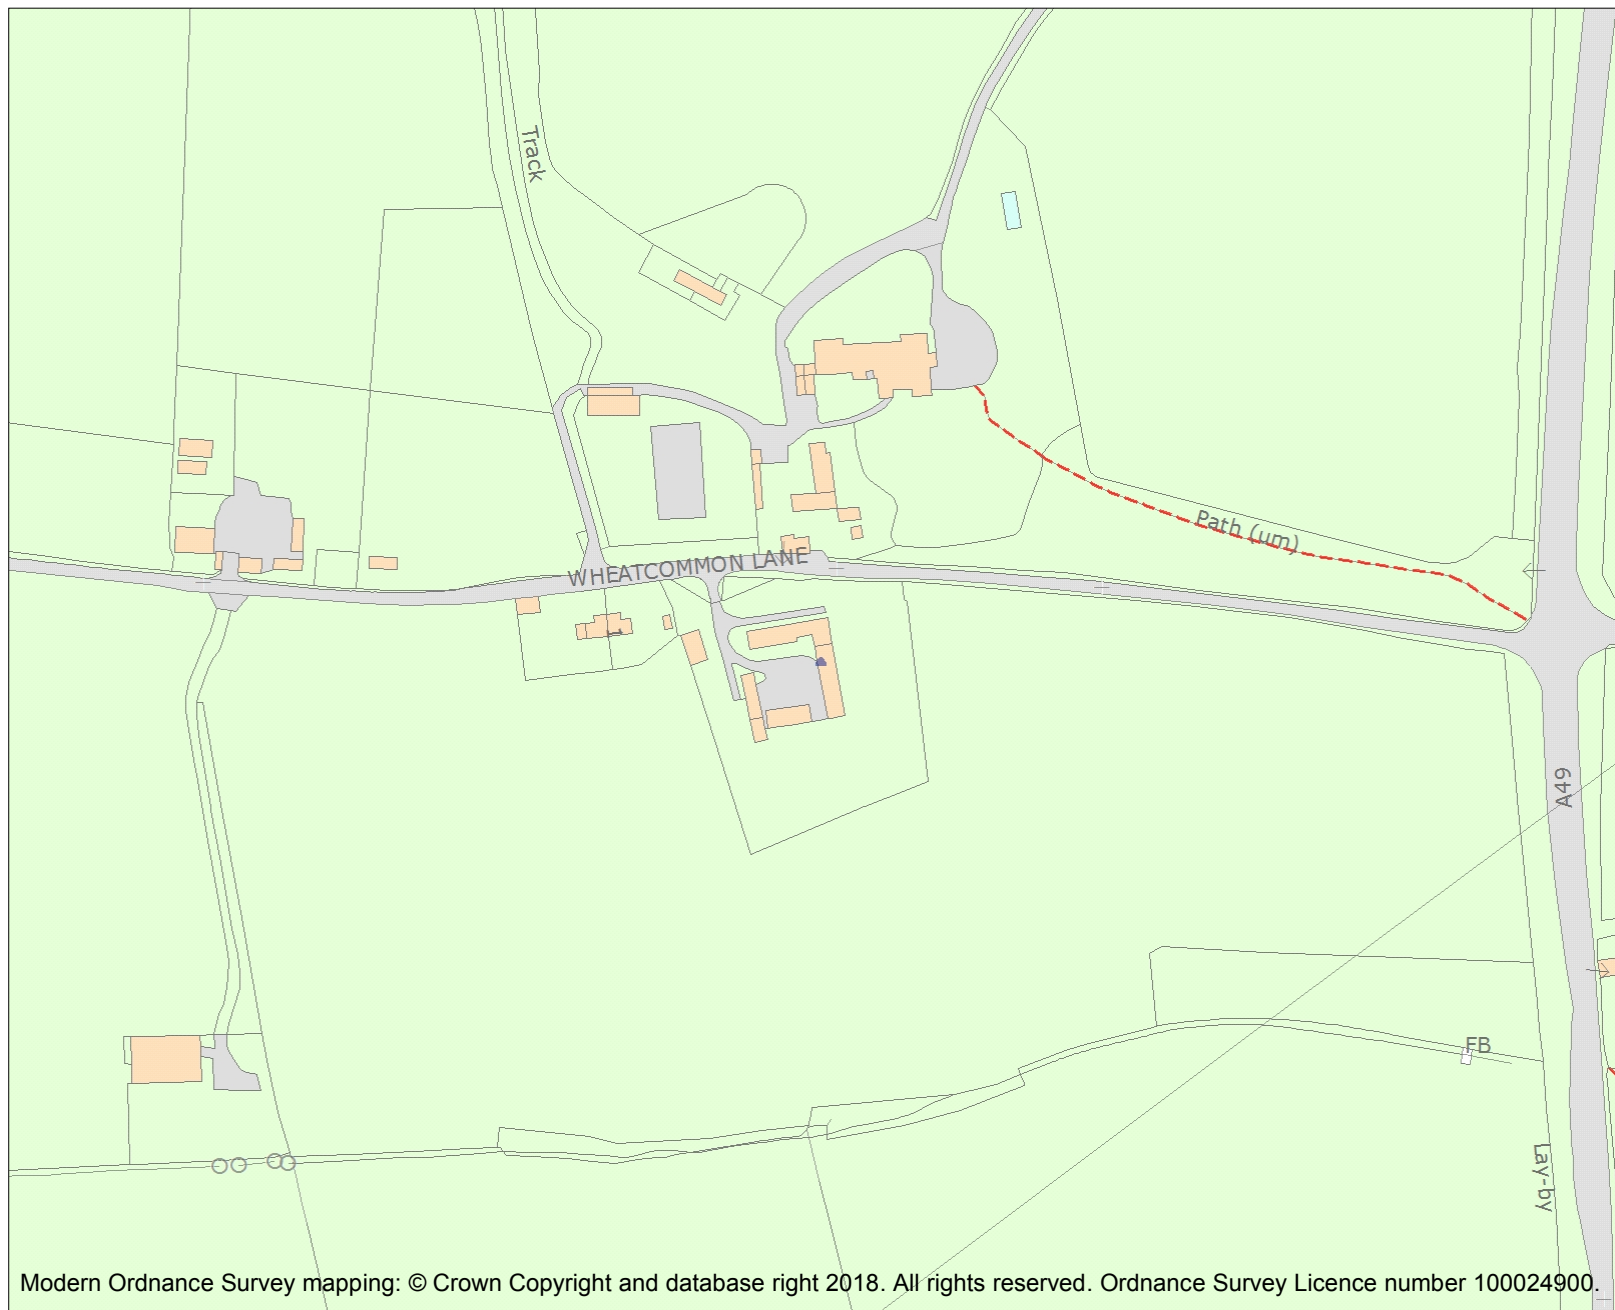 Track
Path (um)
WHEATCOMMON LANE
1
A49
FB
Lay-by
Modern Ordnance Survey mapping: © Crown Copyright and database right 2018. All rights reserved. Ordnance Survey Licence number 100024900.